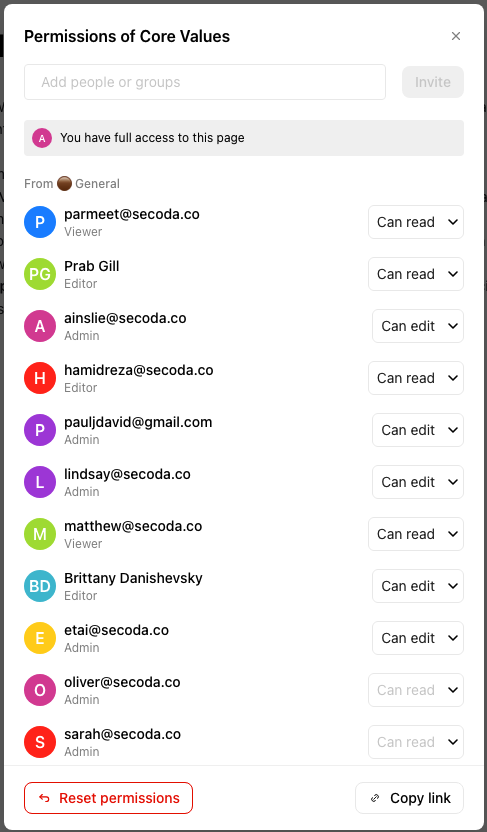 Permissions of Core Values
Add people or groups
Invite
A You have full access to this page
From General
P parmeet@secoda.co Can read
Viewer
PG Prab Gill Can read
Editor
A ainslie@secoda.co Can edit
Admin
H hamidreza@secoda.co Can read
Editor
P pauljdavid@gmail.com Can edit
Admin
L lindsay@secoda.co Can edit
Admin
M matthew@secoda.co Can read
Viewer
BD Brittany Danishevsky Can edit
Editor
E etai@secoda.co Can edit
Admin
O oliver@secoda.co Can read
Admin
S sarah@secoda.co Can read
Admin
Reset permissions
Copy link